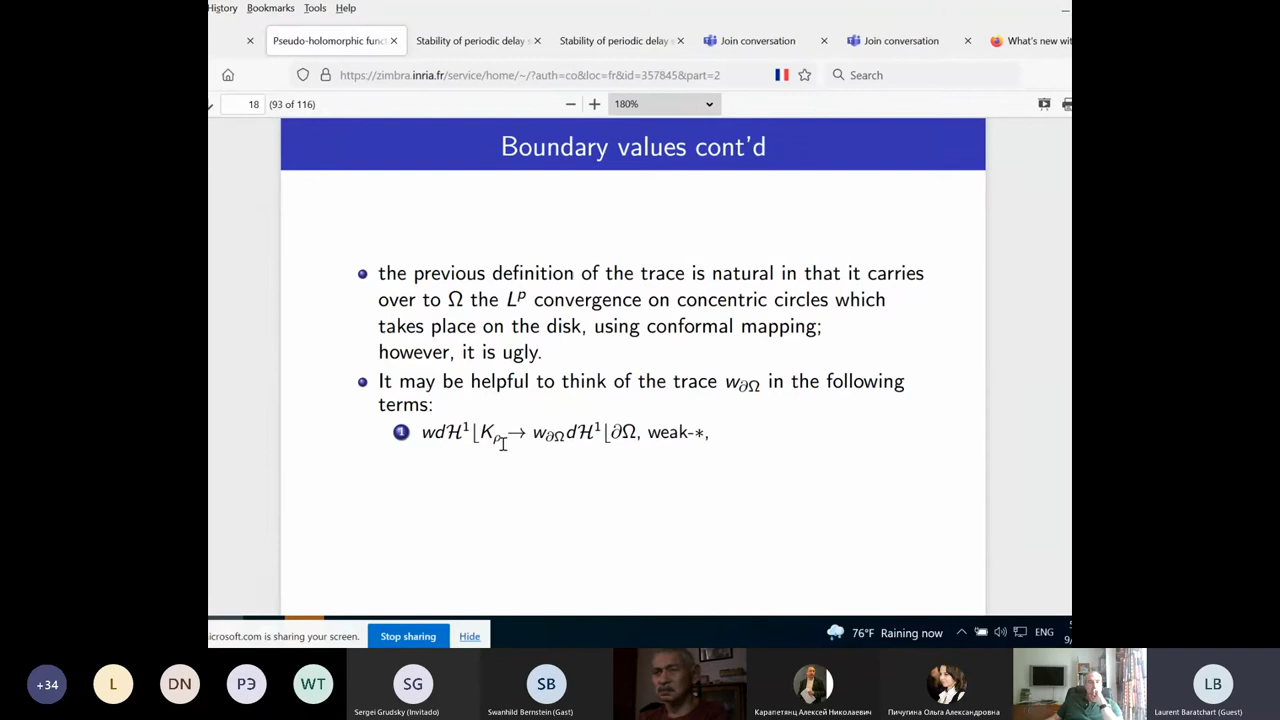 History Bookmarks Tools Help
Pseudo-holomorphic func
Stability of periodic delay
Stability of periodic delay
Join conversation
Join conversation
What's new wit
https://zimbra.inria.fr/service/home/~/?auth=co&loc=fr&id=357845&part=2
Search
18 (93 of 116)
180%
Boundary values cont'd
the previous definition of the trace is natural in that it carries
over to Ω the Lᵖ convergence on concentric circles which
takes place on the disk, using conformal mapping;
however, it is ugly.
It may be helpful to think of the trace w∂Ω in the following
terms:
1 wdℋ¹⌊Kρ → w∂Ωdℋ¹⌊∂Ω, weak-∗,
icrosoft.com is sharing your screen.
Stop sharing
Hide
76°F Raining now
ENG
+34
L
DN
РЭ
WT
SG
SB
LB
Sergei Grudsky (Invitado)
Swanhild Bernstein (Gast)
Карапетянц Алексей Николаевич
Пичугина Ольга Александровна
Laurent Baratchart (Guest)